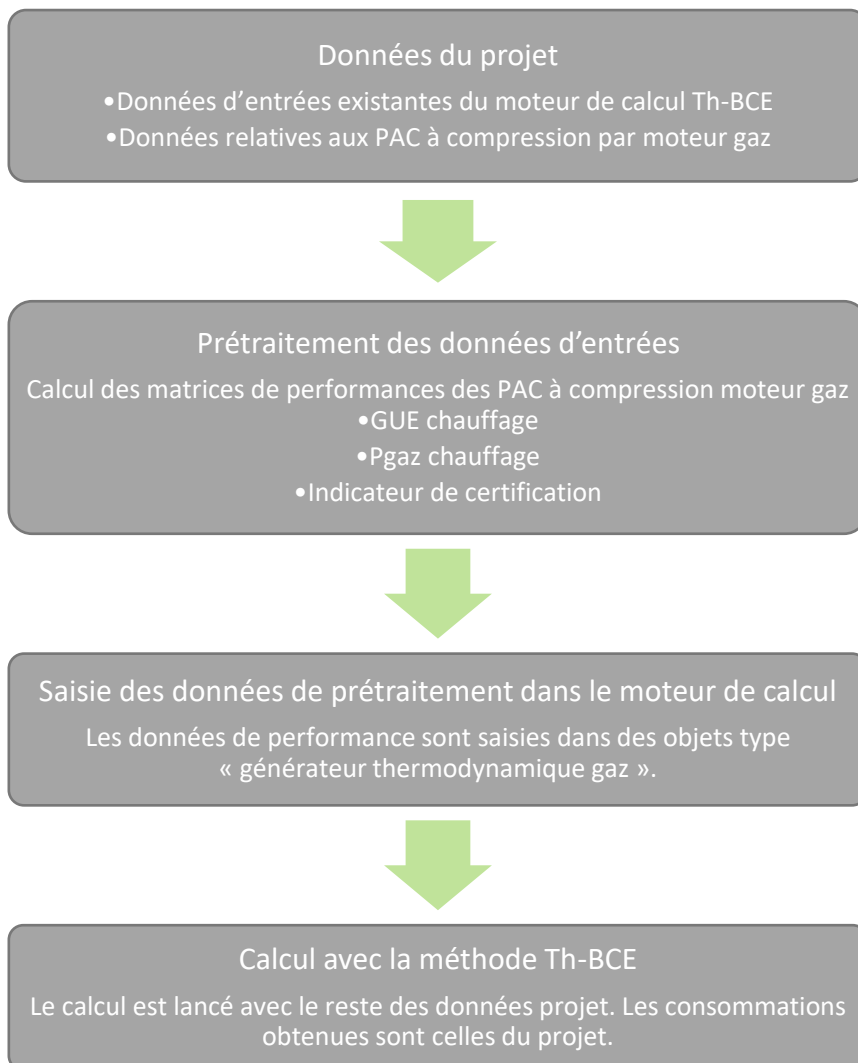 Données du projet
•Données d'entrées existantes du moteur de calcul Th-BCE
•Données relatives aux PAC à compression par moteur gaz
Prétraitement des données d'entrées
Calcul des matrices de performances des PAC à compression moteur gaz
•GUE chauffage
•Pgaz chauffage
•Indicateur de certification
Saisie des données de prétraitement dans le moteur de calcul
Les données de performance sont saisies dans des objets type
« générateur thermodynamique gaz ».
Calcul avec la méthode Th-BCE
Le calcul est lancé avec le reste des données projet. Les consommations
obtenues sont celles du projet.